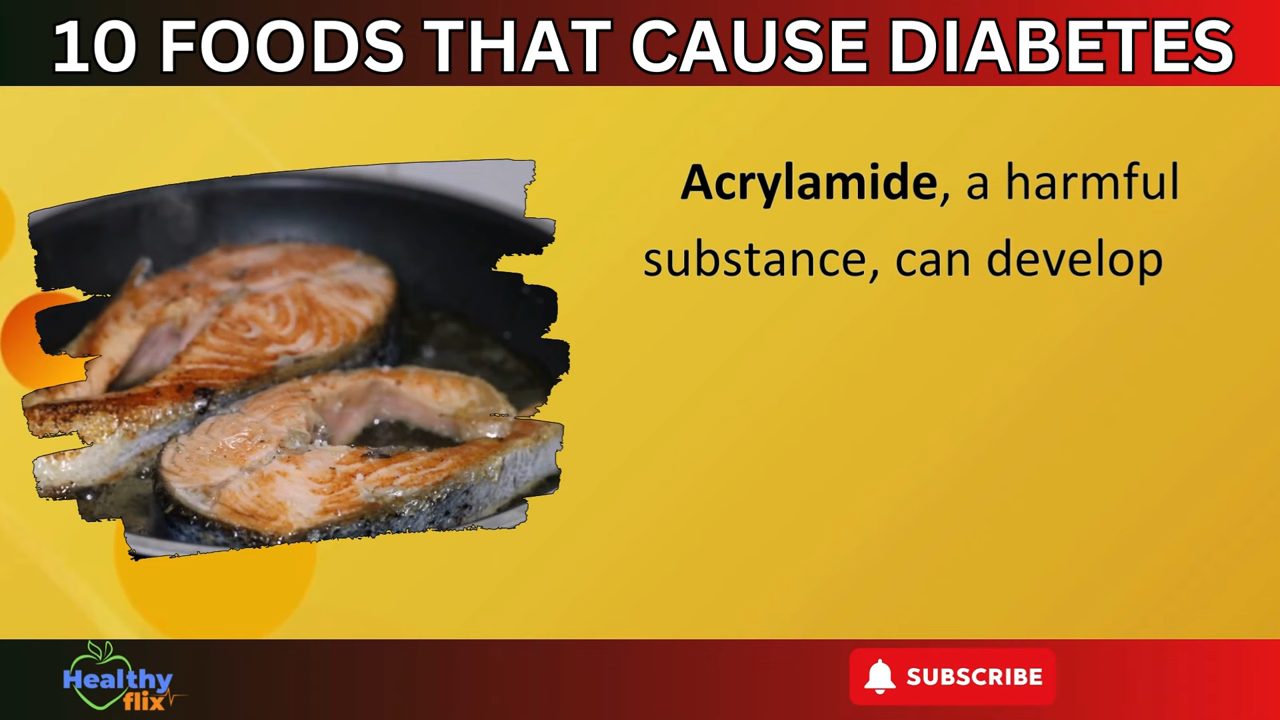 10 FOODS THAT CAUSE DIABETES
Acrylamide, a harmful
substance, can develop
Healthy
flix
SUBSCRIBE